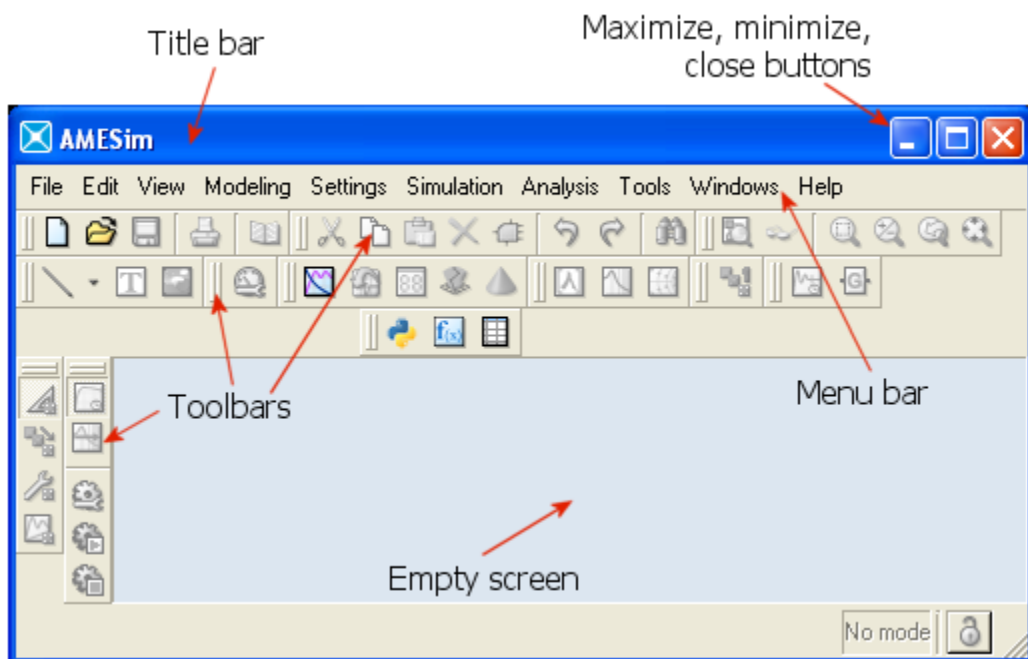 Title bar
Maximize, minimize,
close buttons
AMESim
File Edit View Modeling Settings Simulation Analysis Tools Windows Help
T
88
G
f(x)
Toolbars
Menu bar
Empty screen
No mode